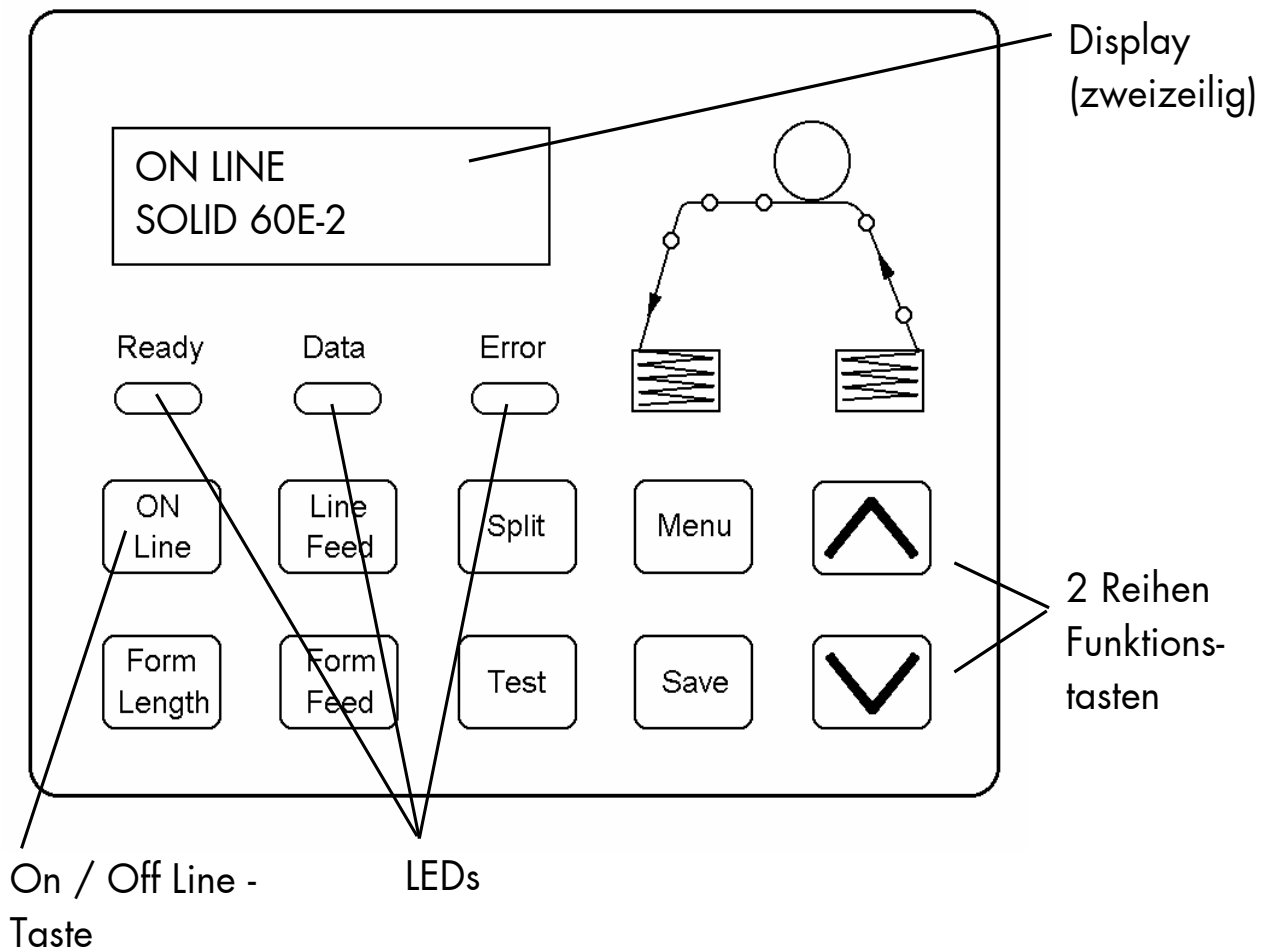 Display
(zweizeilig)
ON LINE
SOLID 60E-2
Ready
Data
Error
ON
Line
Line
Feed
Split
Menu
2 Reihen
Funktions-
tasten
Form
Length
Form
Feed
Test
Save
On / Off Line -
Taste
LEDs